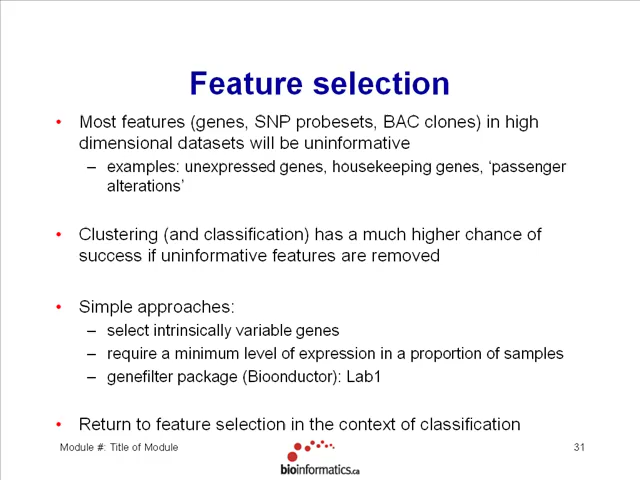 Feature selection
• Most features (genes, SNP probesets, BAC clones) in high
dimensional datasets will be uninformative
– examples: unexpressed genes, housekeeping genes, ‘passenger
alterations’
• Clustering (and classification) has a much higher chance of
success if uninformative features are removed
• Simple approaches:
– select intrinsically variable genes
– require a minimum level of expression in a proportion of samples
– genefilter package (Bioonductor): Lab1
• Return to feature selection in the context of classification
Module #: Title of Module
31
bioinformatics.ca